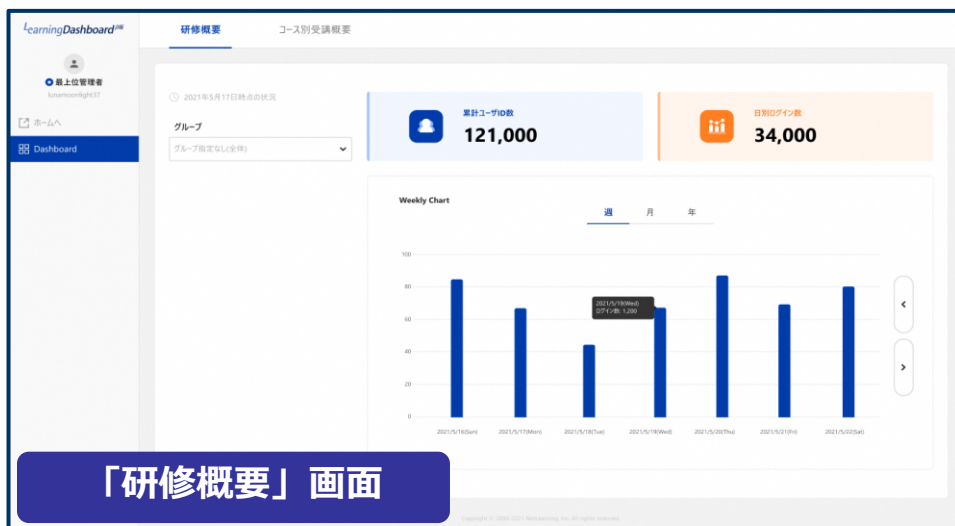 LearningDashboard
研修概要
コース別受講概要
最上位管理者
lunamoonlight37
ホームへ
Dashboard
2021年5月17日時点の状況
グループ
グループ指定なし(全体)
累計ユーザID数
121,000
日別ログイン数
34,000
Weekly Chart
週 月 年
100
80
60
40
20
0
2021/5/19(Wed)
ログイン数: 1,200
2021/5/16(Sun) 2021/5/17(Mon) 2021/5/18(Tue) 2021/5/19(Wed) 2021/5/20(Thu) 2021/5/21(Fri) 2021/5/22(Sat)
「研修概要」画面